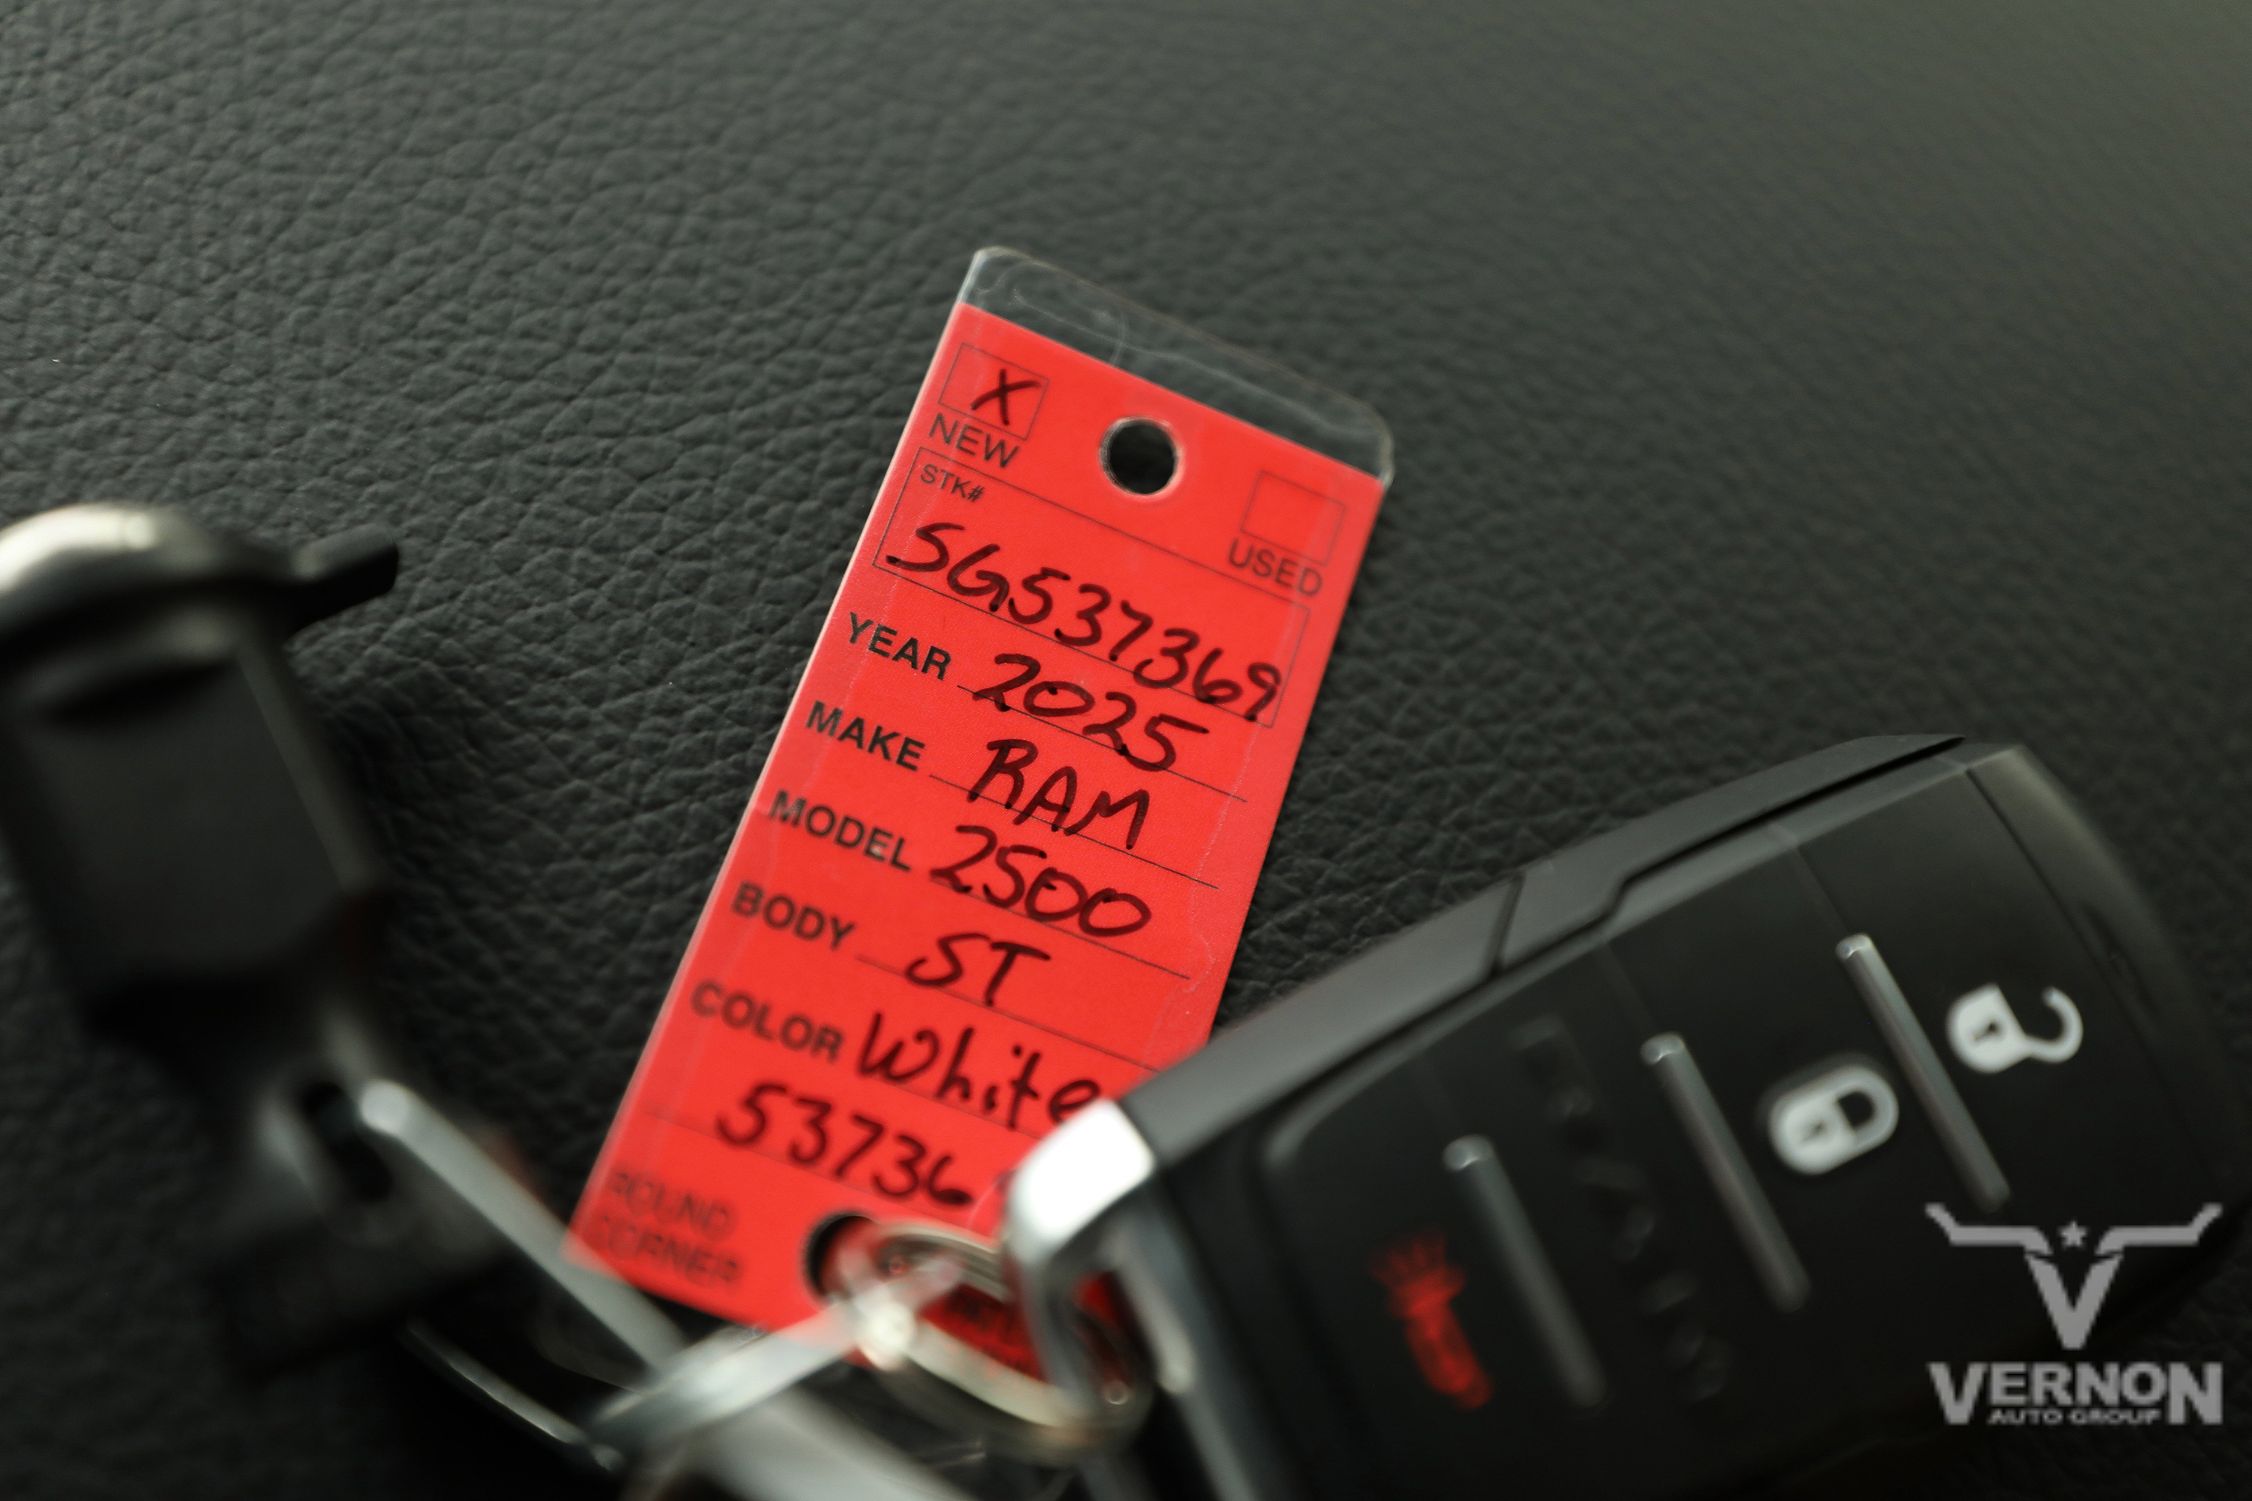 X
NEW
USED
STK#
SG537369
YEAR 2025
MAKE RAM
MODEL 2500
BODY ST
COLOR White
53736
ROUND
CORNER
VERNON
AUTO GROUP